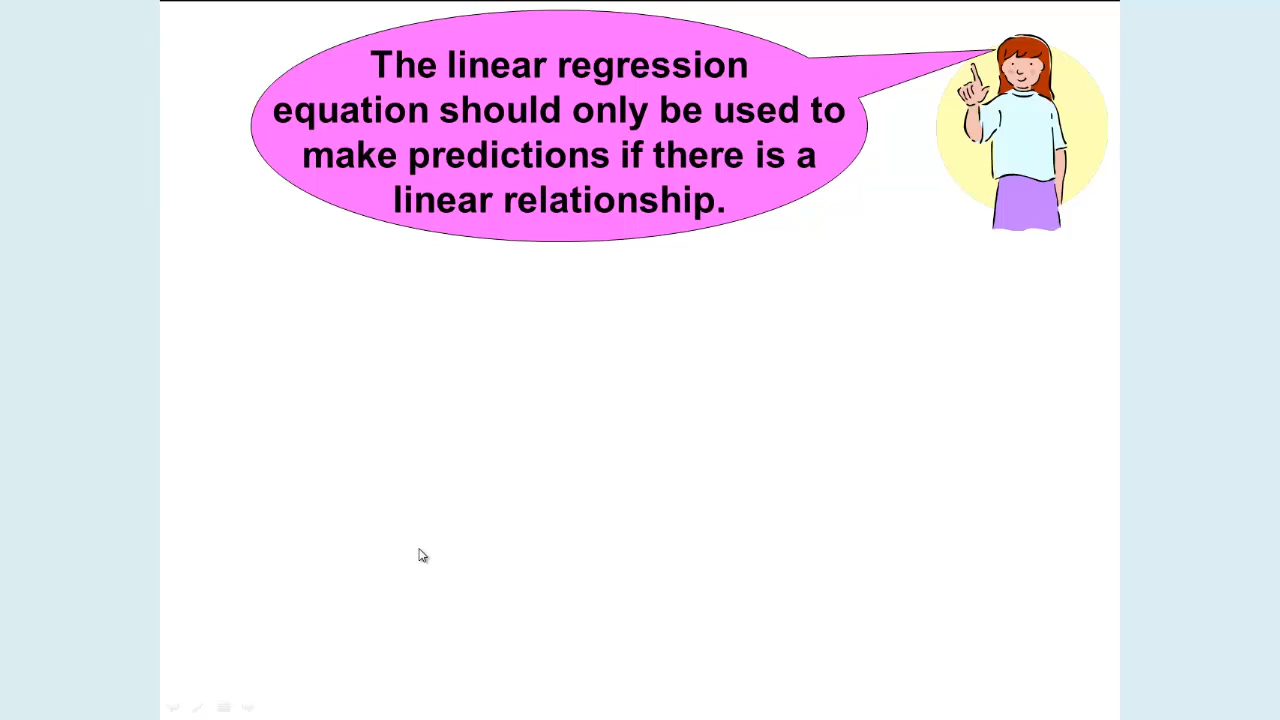 The linear regression
equation should only be used to
make predictions if there is a
linear relationship.